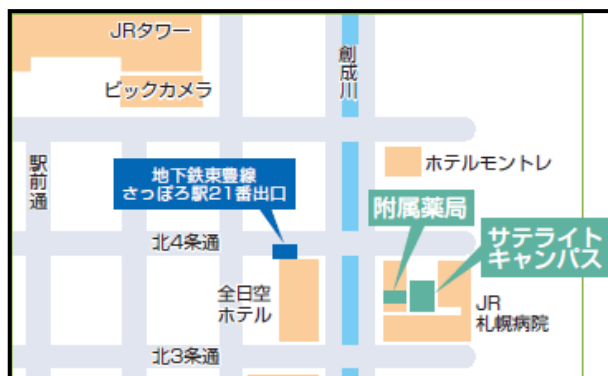 JRタワー
ビックカメラ
創成川
駅前通
地下鉄東豊線
さっぽろ駅21番出口
ホテルモントレ
附属薬局
サテライト
キャンパス
北4条通
全日空
ホテル
JR
札幌病院
北3条通